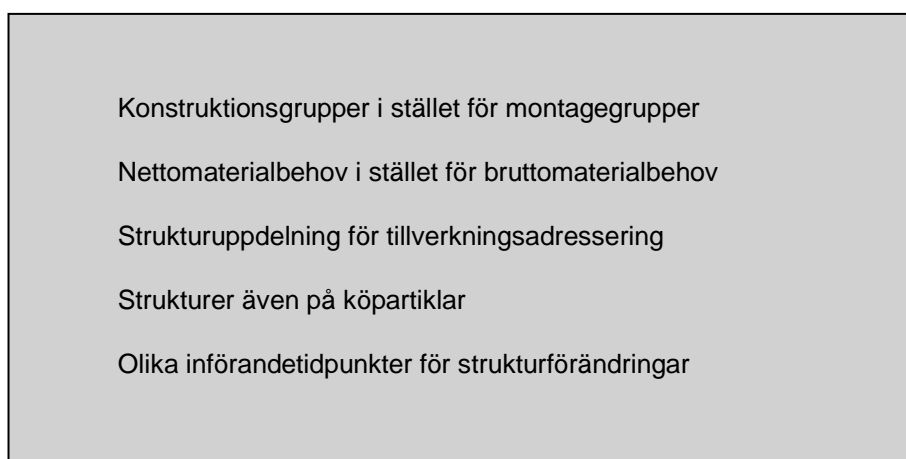 Konstruktionsgrupper i stället för montagegrupper
Nettomaterialbehov i stället för bruttomaterialbehov
Strukturuppdelning för tillverkningsadressering
Strukturer även på köpartiklar
Olika införandetidpunkter för strukturförändringar